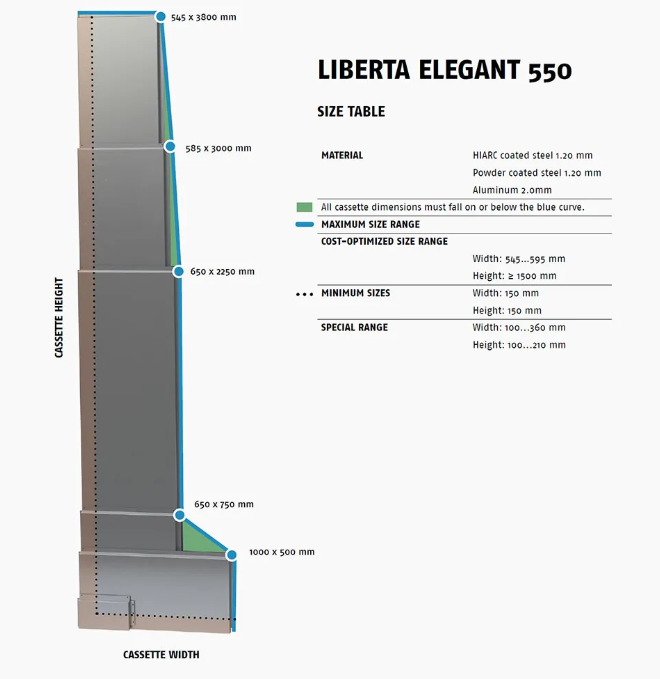 545 x 3800 mm
585 x 3000 mm
650 x 2250 mm
650 x 750 mm
1000 x 500 mm
CASSETTE HEIGHT
CASSETTE WIDTH
LIBERTA ELEGANT 550
SIZE TABLE
MATERIAL HIARC coated steel 1.20 mm
Powder coated steel 1.20 mm
Aluminum 2.0mm
All cassette dimensions must fall on or below the blue curve.
MAXIMUM SIZE RANGE
COST-OPTIMIZED SIZE RANGE
Width: 545...595 mm
Height: ≥ 1500 mm
MINIMUM SIZES Width: 150 mm
Height: 150 mm
SPECIAL RANGE Width: 100...360 mm
Height: 100...210 mm